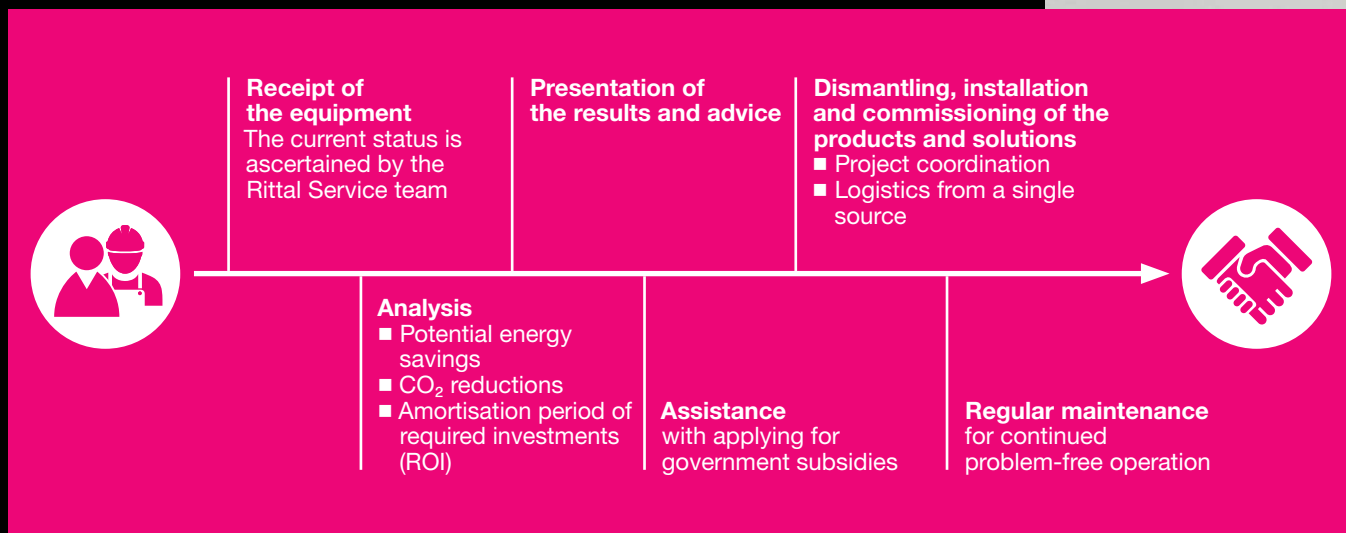 Receipt of
the equipment
The current status is
ascertained by the
Rittal Service team
Analysis
■ Potential energy
savings
■ CO₂ reductions
■ Amortisation period of
required investments
(ROI)
Presentation of
the results and advice
Assistance
with applying for
government subsidies
Dismantling, installation
and commissioning of the
products and solutions
■ Project coordination
■ Logistics from a single
source
Regular maintenance
for continued
problem-free operation